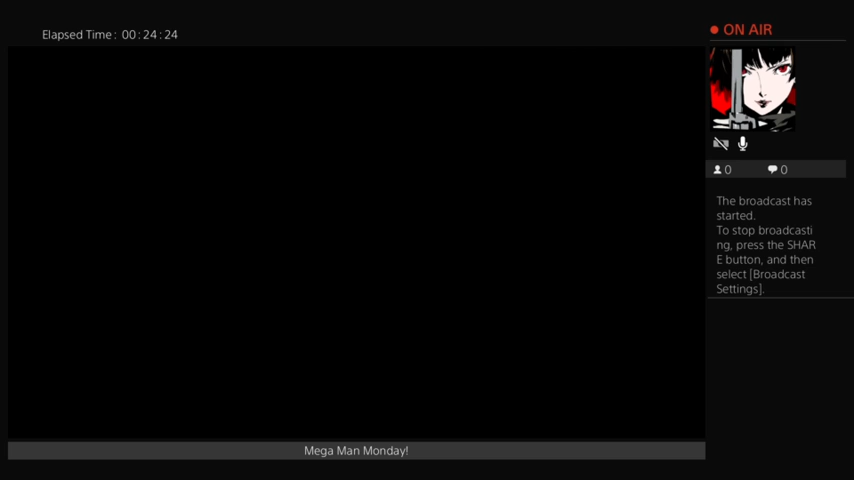 Elapsed Time: 00:24:24
ON AIR
0 0
The broadcast has
started.
To stop broadcasti
ng, press the SHAR
E button, and then
select [Broadcast
Settings].
Mega Man Monday!